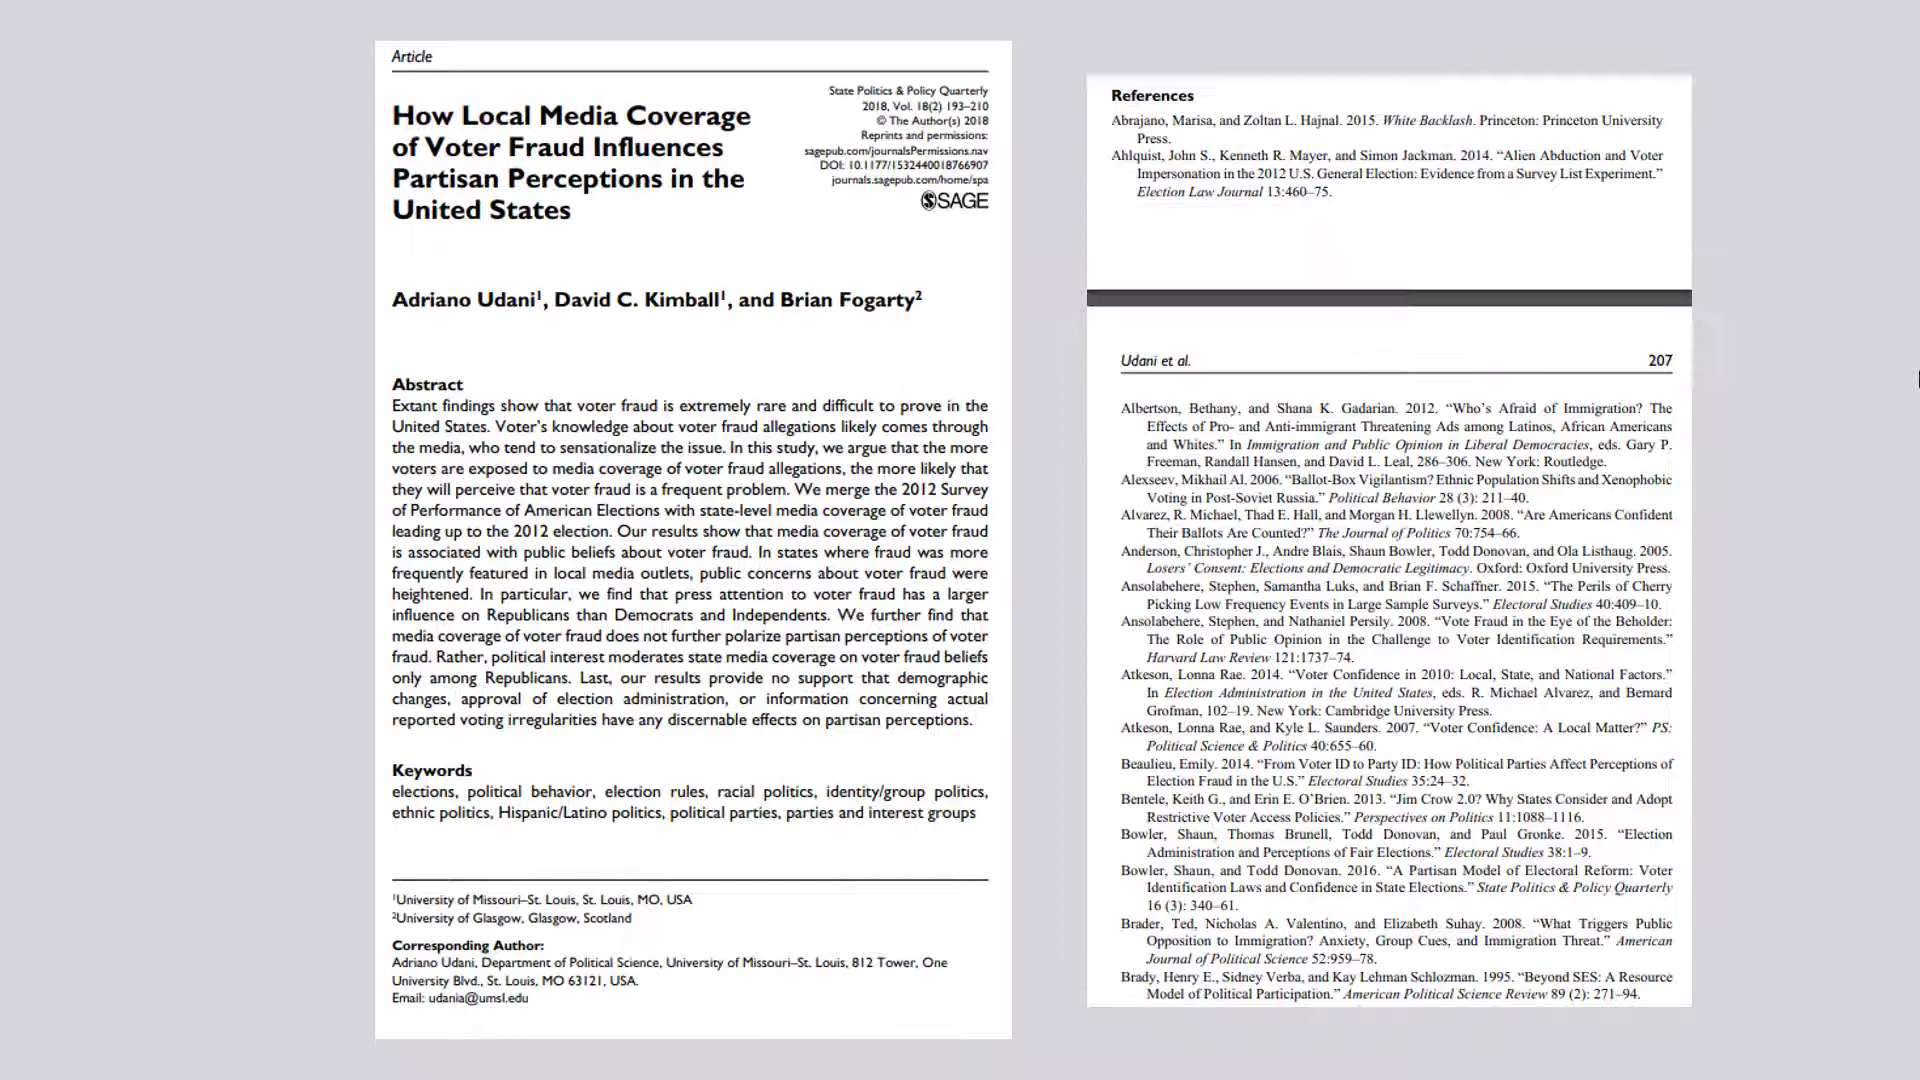 Article
State Politics & Policy Quarterly
2018, Vol. 18(2) 193–210
© The Author(s) 2018
Reprints and permissions:
sagepub.com/journalsPermissions.nav
DOI: 10.1177/1532440018766907
journals.sagepub.com/home/spa
SAGE
How Local Media Coverage
of Voter Fraud Influences
Partisan Perceptions in the
United States
Adriano Udani¹, David C. Kimball¹, and Brian Fogarty²
Abstract
Extant findings show that voter fraud is extremely rare and difficult to prove in the
United States. Voter’s knowledge about voter fraud allegations likely comes through
the media, who tend to sensationalize the issue. In this study, we argue that the more
voters are exposed to media coverage of voter fraud allegations, the more likely that
they will perceive that voter fraud is a frequent problem. We merge the 2012 Survey
of Performance of American Elections with state-level media coverage of voter fraud
leading up to the 2012 election. Our results show that media coverage of voter fraud
is associated with public beliefs about voter fraud. In states where fraud was more
frequently featured in local media outlets, public concerns about voter fraud were
heightened. In particular, we find that press attention to voter fraud has a larger
influence on Republicans than Democrats and Independents. We further find that
media coverage of voter fraud does not further polarize partisan perceptions of voter
fraud. Rather, political interest moderates state media coverage on voter fraud beliefs
only among Republicans. Last, our results provide no support that demographic
changes, approval of election administration, or information concerning actual
reported voting irregularities have any discernable effects on partisan perceptions.
Keywords
elections, political behavior, election rules, racial politics, identity/group politics,
ethnic politics, Hispanic/Latino politics, political parties, parties and interest groups
¹University of Missouri–St. Louis, St. Louis, MO, USA
²University of Glasgow, Glasgow, Scotland
Corresponding Author:
Adriano Udani, Department of Political Science, University of Missouri–St. Louis, 812 Tower, One
University Blvd., St. Louis, MO 63121, USA.
Email: udania@umsl.edu
References
Abrajano, Marisa, and Zoltan L. Hajnal. 2015. White Backlash. Princeton: Princeton University
Press.
Ahlquist, John S., Kenneth R. Mayer, and Simon Jackman. 2014. “Alien Abduction and Voter
Impersonation in the 2012 U.S. General Election: Evidence from a Survey List Experiment.”
Election Law Journal 13:460–75.
Udani et al. 207
Albertson, Bethany, and Shana K. Gadarian. 2012. “Who’s Afraid of Immigration? The
Effects of Pro- and Anti-immigrant Threatening Ads among Latinos, African Americans
and Whites.” In Immigration and Public Opinion in Liberal Democracies, eds. Gary P.
Freeman, Randall Hansen, and David L. Leal, 286–306. New York: Routledge.
Alexseev, Mikhail Al. 2006. “Ballot-Box Vigilantism? Ethnic Population Shifts and Xenophobic
Voting in Post-Soviet Russia.” Political Behavior 28 (3): 211–40.
Alvarez, R. Michael, Thad E. Hall, and Morgan H. Llewellyn. 2008. “Are Americans Confident
Their Ballots Are Counted?” The Journal of Politics 70:754–66.
Anderson, Christopher J., Andre Blais, Shaun Bowler, Todd Donovan, and Ola Listhaug. 2005.
Losers’ Consent: Elections and Democratic Legitimacy. Oxford: Oxford University Press.
Ansolabehere, Stephen, Samantha Luks, and Brian F. Schaffner. 2015. “The Perils of Cherry
Picking Low Frequency Events in Large Sample Surveys.” Electoral Studies 40:409–10.
Ansolabehere, Stephen, and Nathaniel Persily. 2008. “Vote Fraud in the Eye of the Beholder:
The Role of Public Opinion in the Challenge to Voter Identification Requirements.”
Harvard Law Review 121:1737–74.
Atkeson, Lonna Rae. 2014. “Voter Confidence in 2010: Local, State, and National Factors.”
In Election Administration in the United States, eds. R. Michael Alvarez, and Bernard
Grofman, 102–19. New York: Cambridge University Press.
Atkeson, Lonna Rae, and Kyle L. Saunders. 2007. “Voter Confidence: A Local Matter?” PS:
Political Science & Politics 40:655–60.
Beaulieu, Emily. 2014. “From Voter ID to Party ID: How Political Parties Affect Perceptions of
Election Fraud in the U.S.” Electoral Studies 35:24–32.
Bentele, Keith G., and Erin E. O’Brien. 2013. “Jim Crow 2.0? Why States Consider and Adopt
Restrictive Voter Access Policies.” Perspectives on Politics 11:1088–1116.
Bowler, Shaun, Thomas Brunell, Todd Donovan, and Paul Gronke. 2015. “Election
Administration and Perceptions of Fair Elections.” Electoral Studies 38:1–9.
Bowler, Shaun, and Todd Donovan. 2016. “A Partisan Model of Electoral Reform: Voter
Identification Laws and Confidence in State Elections.” State Politics & Policy Quarterly
16 (3): 340–61.
Brader, Ted, Nicholas A. Valentino, and Elizabeth Suhay. 2008. “What Triggers Public
Opposition to Immigration? Anxiety, Group Cues, and Immigration Threat.” American
Journal of Political Science 52:959–78.
Brady, Henry E., Sidney Verba, and Kay Lehman Schlozman. 1995. “Beyond SES: A Resource
Model of Political Participation.” American Political Science Review 89 (2): 271–94.